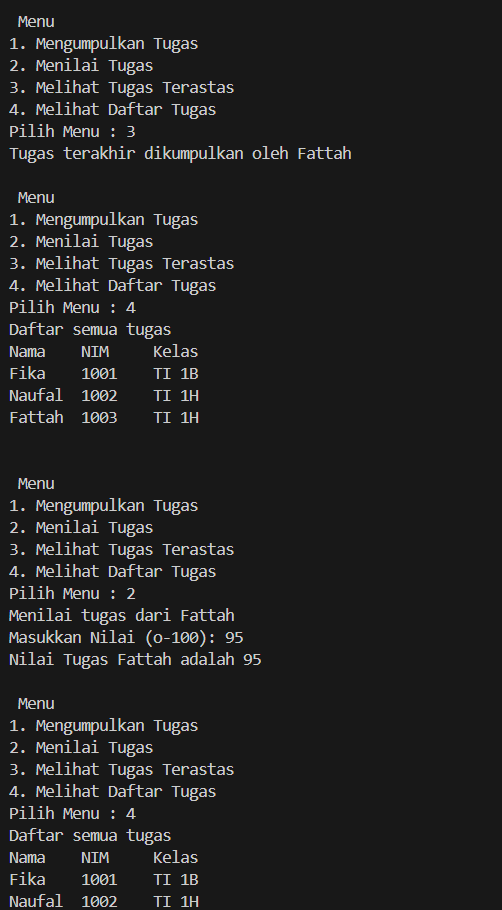 Menu
1. Mengumpulkan Tugas
2. Menilai Tugas
3. Melihat Tugas Terastas
4. Melihat Daftar Tugas
Pilih Menu : 3
Tugas terakhir dikumpulkan oleh Fattah
Menu
1. Mengumpulkan Tugas
2. Menilai Tugas
3. Melihat Tugas Terastas
4. Melihat Daftar Tugas
Pilih Menu : 4
Daftar semua tugas
Nama NIM Kelas
Fika 1001 TI 1B
Naufal 1002 TI 1H
Fattah 1003 TI 1H
Menu
1. Mengumpulkan Tugas
2. Menilai Tugas
3. Melihat Tugas Terastas
4. Melihat Daftar Tugas
Pilih Menu : 2
Menilai tugas dari Fattah
Masukkan Nilai (o-100): 95
Nilai Tugas Fattah adalah 95
Menu
1. Mengumpulkan Tugas
2. Menilai Tugas
3. Melihat Tugas Terastas
4. Melihat Daftar Tugas
Pilih Menu : 4
Daftar semua tugas
Nama NIM Kelas
Fika 1001 TI 1B
Naufal 1002 TI 1H